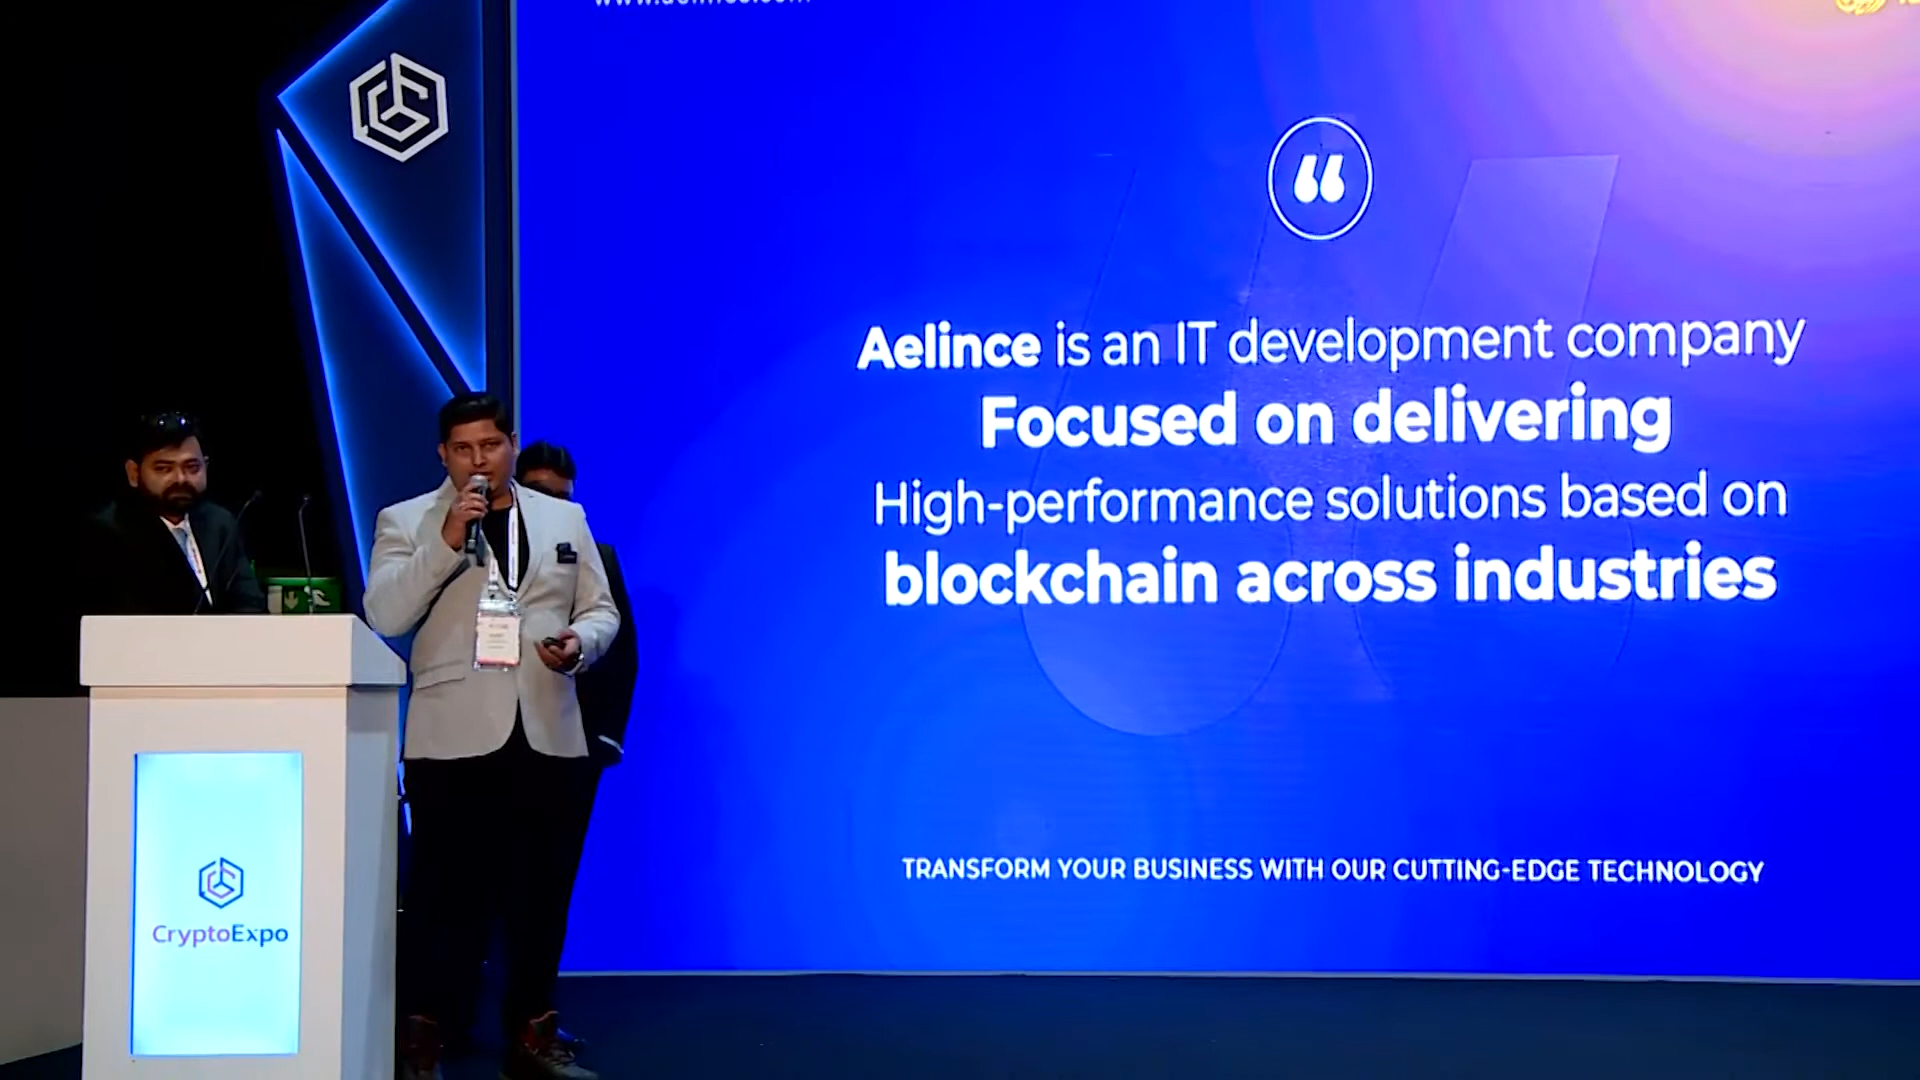 Aelince is an IT development company
Focused on delivering
High-performance solutions based on
blockchain across industries
TRANSFORM YOUR BUSINESS WITH OUR CUTTING-EDGE TECHNOLOGY
CryptoExpo